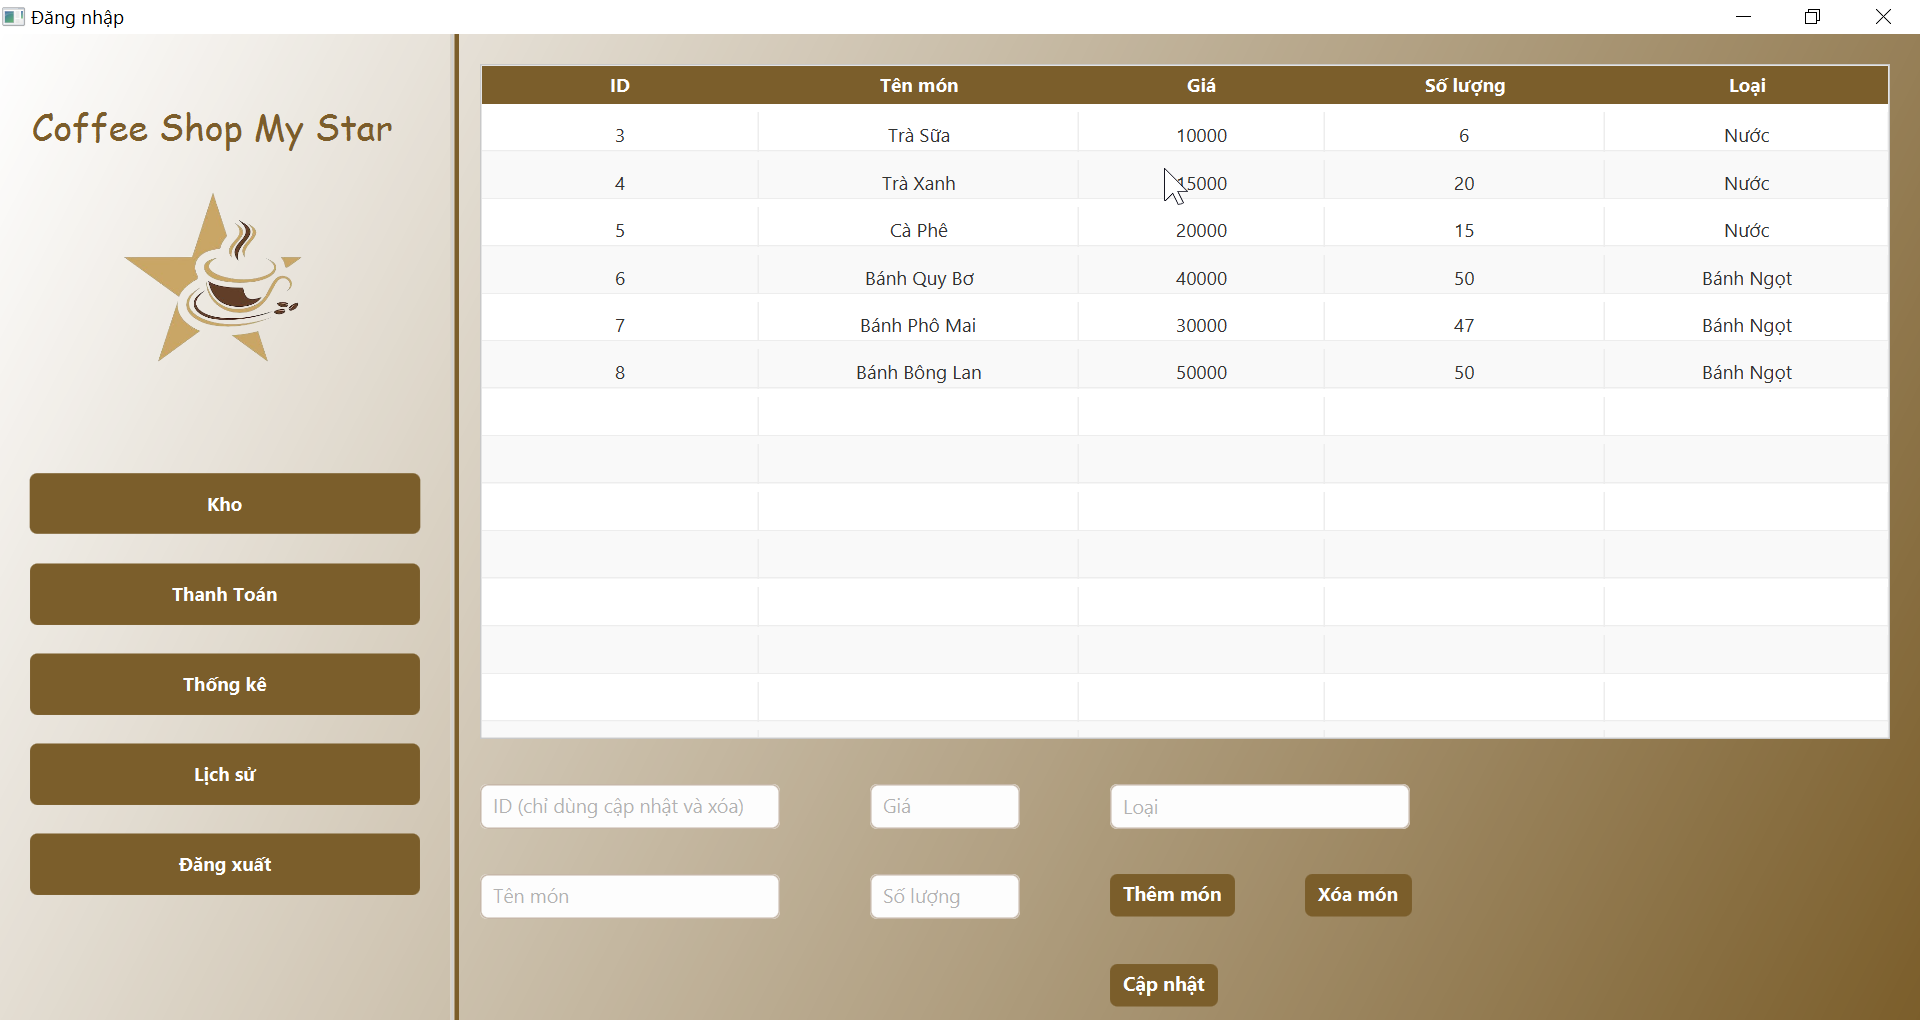 Đăng nhập
Coffee Shop My Star
Kho
Thanh Toán
Thống kê
Lịch sử
Đăng xuất
ID Tên món Giá Số lượng Loại
3 Trà Sữa 10000 6 Nước
4 Trà Xanh 15000 20 Nước
5 Cà Phê 20000 15 Nước
6 Bánh Quy Bơ 40000 50 Bánh Ngọt
7 Bánh Phô Mai 30000 47 Bánh Ngọt
8 Bánh Bông Lan 50000 50 Bánh Ngọt
ID (chỉ dùng cập nhật và xóa) Giá Loại
Tên món Số lượng Thêm món Xóa món
Cập nhật